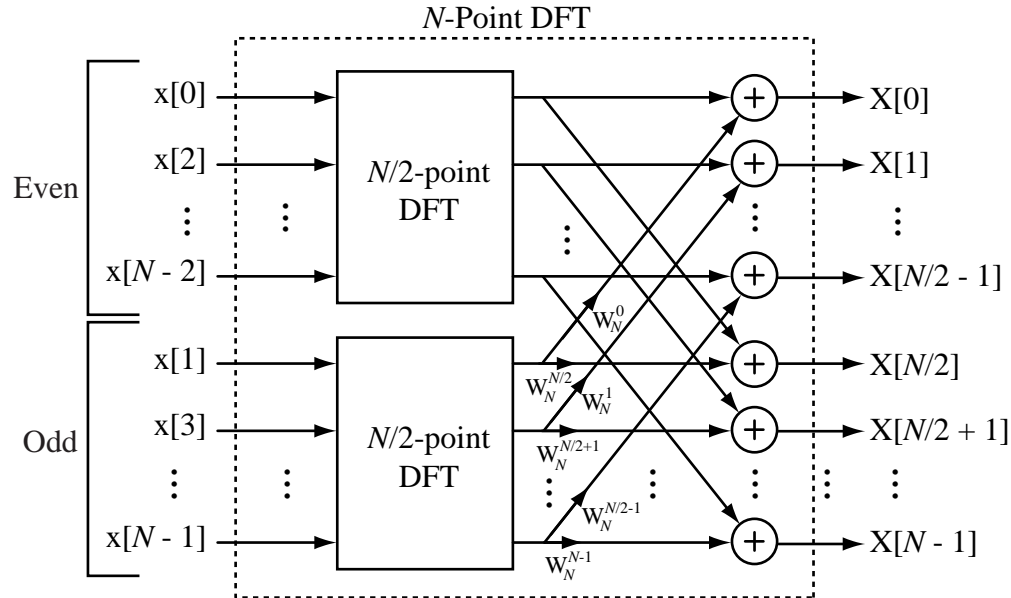 N-Point DFT
Even
x[0]
x[2]
x[N - 2]
N/2-point
DFT
+
X[0]
+
X[1]
+
X[N/2 - 1]
Odd
x[1]
x[3]
x[N - 1]
N/2-point
DFT
W_N^0
W_N^{N/2}
W_N^1
W_N^{N/2+1}
W_N^{N/2-1}
W_N^{N-1}
+
X[N/2]
+
X[N/2 + 1]
+
X[N - 1]